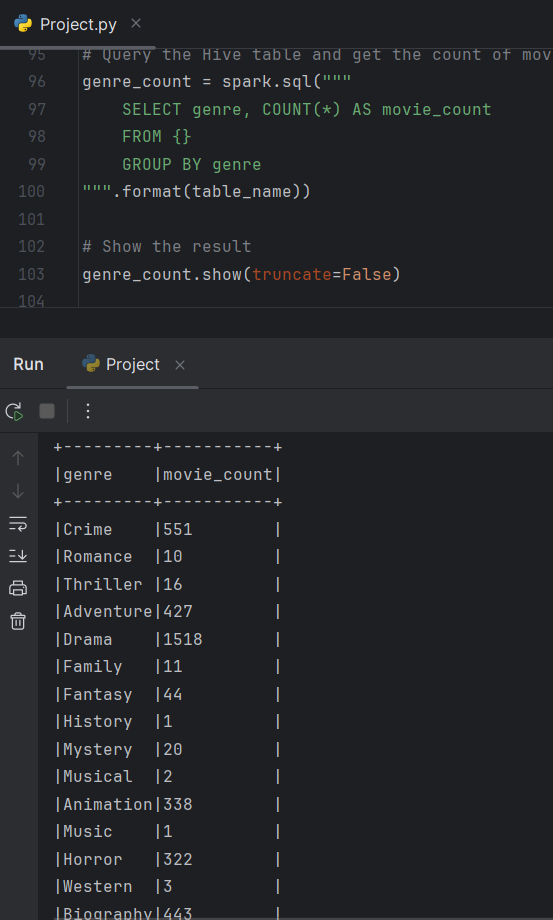 Project.py
95 # Query the Hive table and get the count of mov
96 genre_count = spark.sql("""
97     SELECT genre, COUNT(*) AS movie_count
98     FROM {}
99     GROUP BY genre
100 """.format(table_name))
101
102 # Show the result
103 genre_count.show(truncate=False)
104
Run Project
+---------+-----------+
|genre    |movie_count|
+---------+-----------+
|Crime    |551        |
|Romance  |10         |
|Thriller |16         |
|Adventure|427        |
|Drama    |1518       |
|Family   |11         |
|Fantasy  |44         |
|History  |1          |
|Mystery  |20         |
|Musical  |2          |
|Animation|338        |
|Music    |1          |
|Horror   |322        |
|Western  |3          |
|Biography|443        |